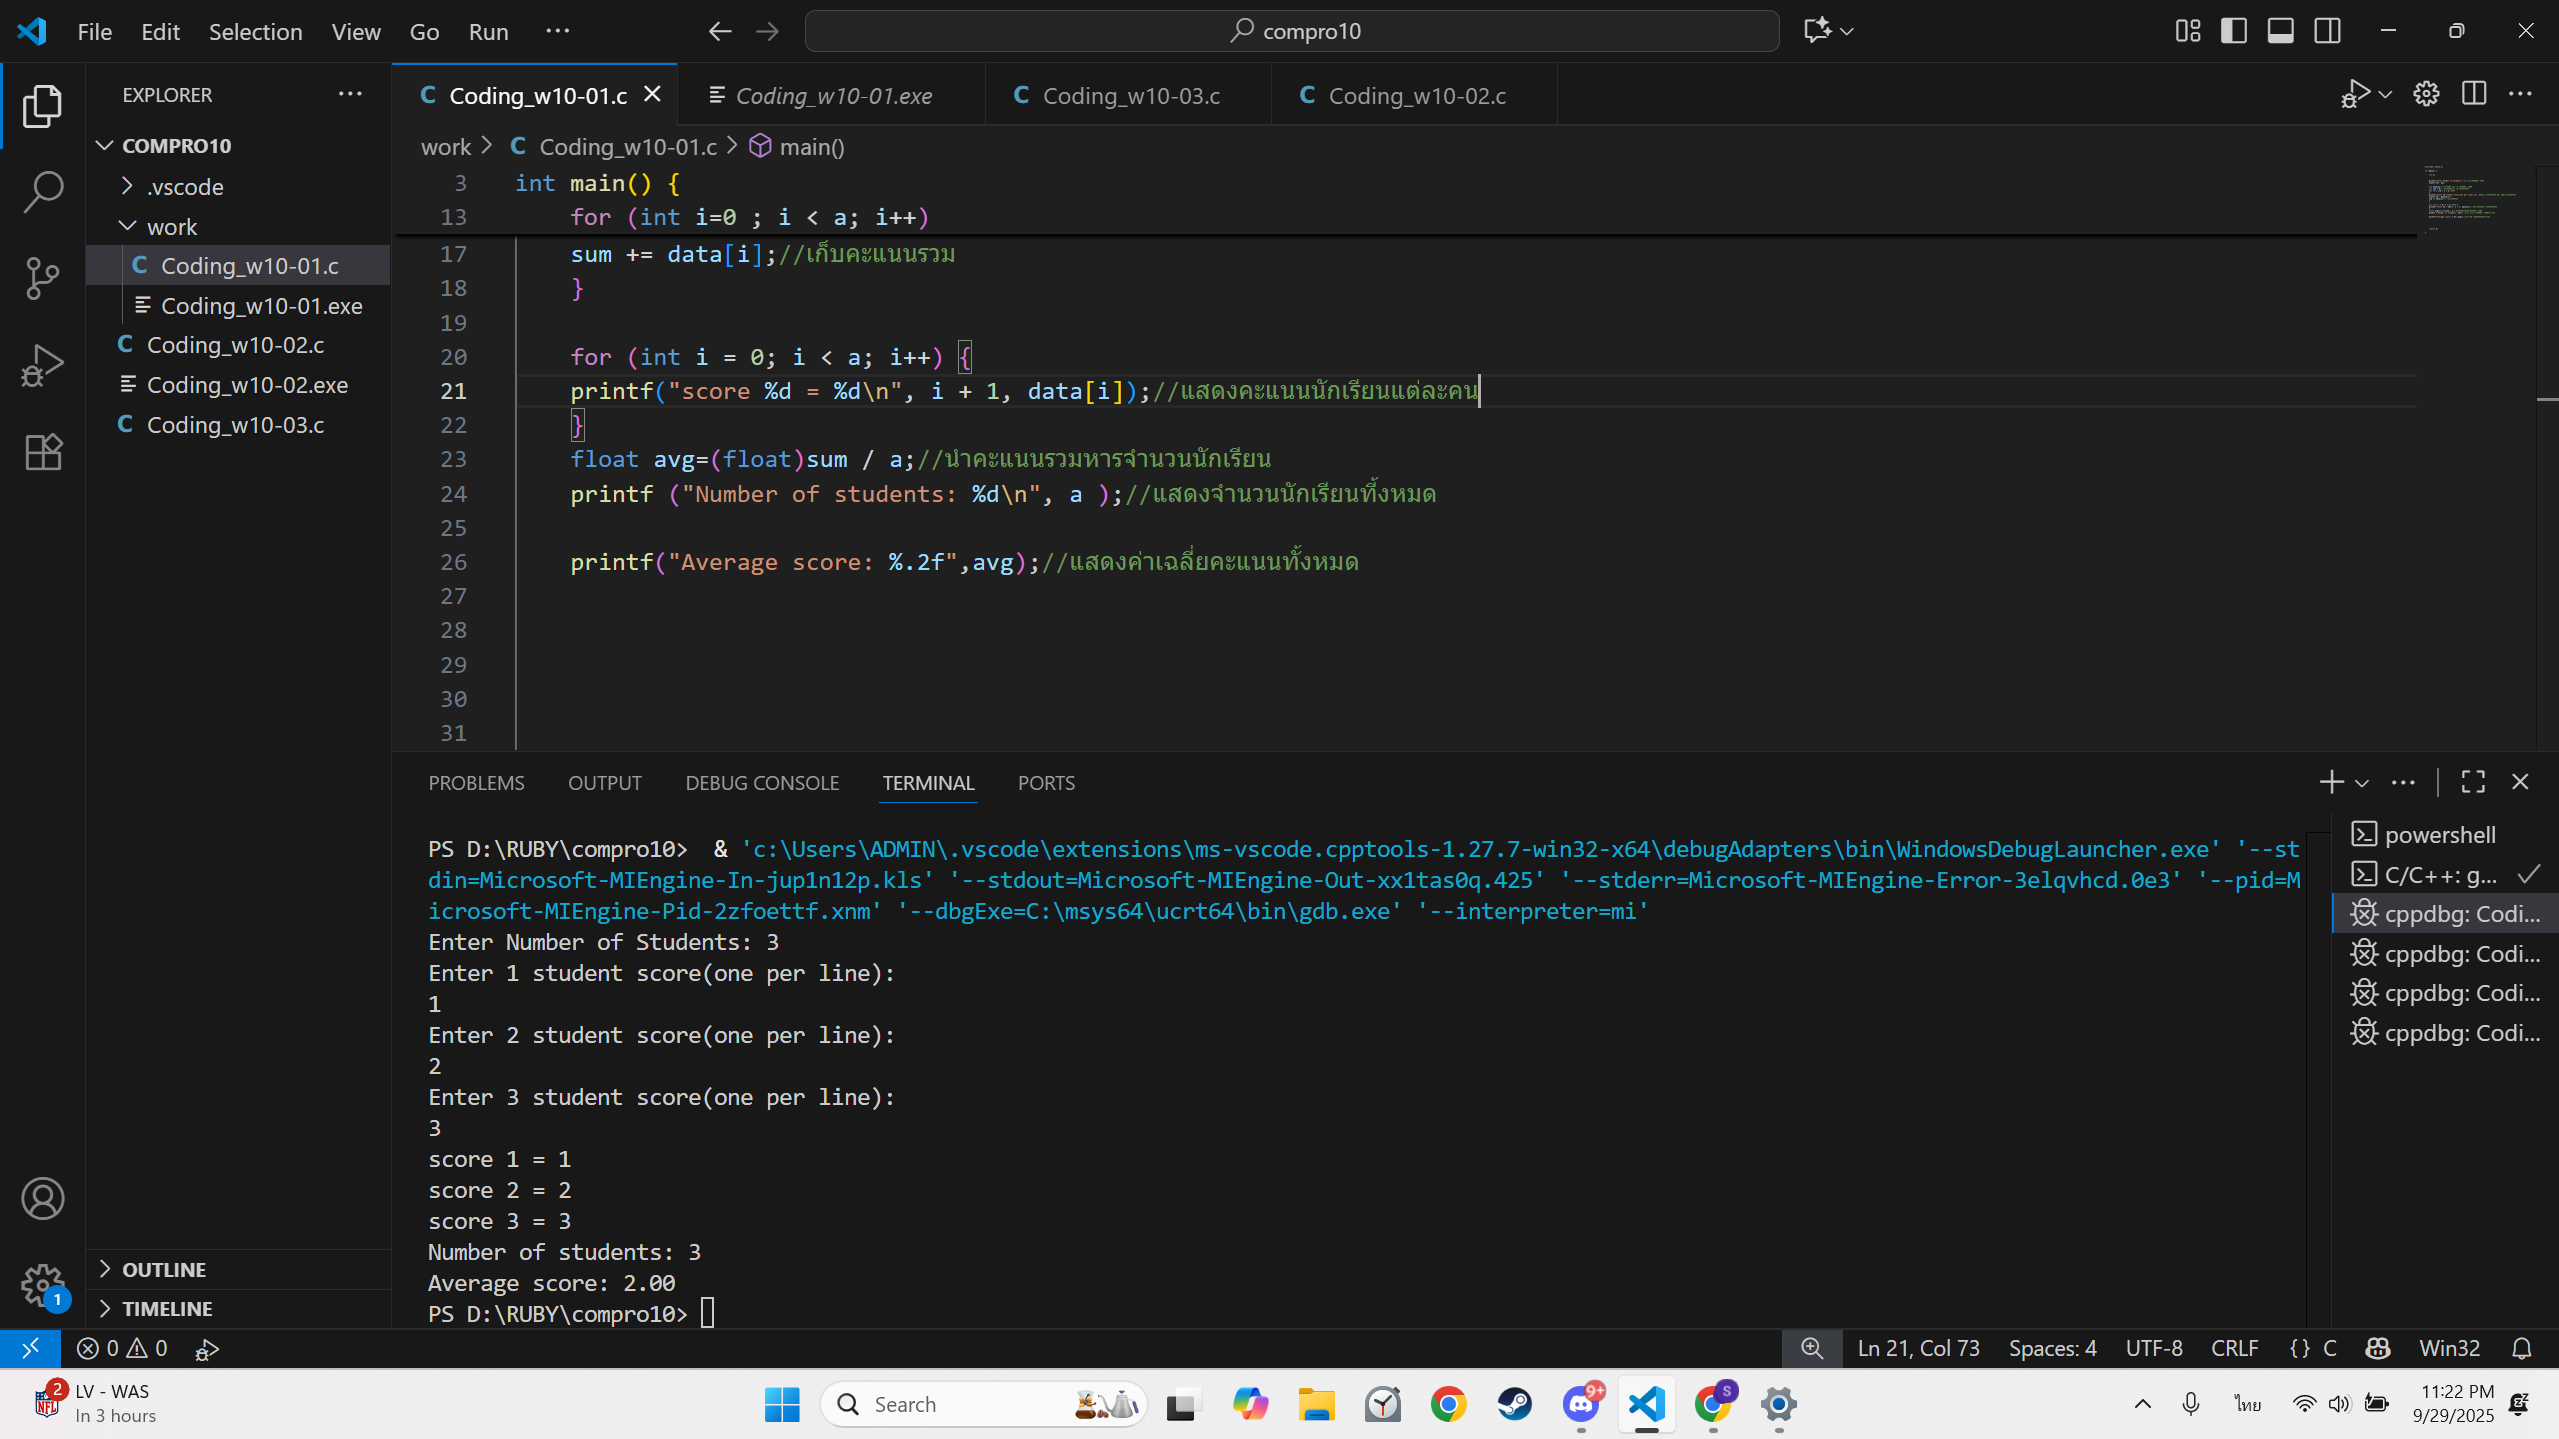 File Edit Selection View Go Run ···
compro10
EXPLORER
COMPRO10
.vscode
work
C Coding_w10-01.c
Coding_w10-01.exe
C Coding_w10-02.c
Coding_w10-02.exe
C Coding_w10-03.c
OUTLINE
TIMELINE
C Coding_w10-01.c
Coding_w10-01.exe
C Coding_w10-03.c
C Coding_w10-02.c
work > C Coding_w10-01.c > main()
3 int main() {
13 for (int i=0 ; i < a; i++)
17 sum += data[i];//เก็บคะแนนรวม
18 }
19
20 for (int i = 0; i < a; i++) {
21 printf("score %d = %d\n", i + 1, data[i]);//แสดงคะแนนนักเรียนแต่ละคน
22 }
23 float avg=(float)sum / a;//นำคะแนนรวมหารจำนวนนักเรียน
24 printf ("Number of students: %d\n", a );//แสดงจำนวนนักเรียนทั้งหมด
25
26 printf("Average score: %.2f",avg);//แสดงค่าเฉลี่ยคะแนนทั้งหมด
27
28
29
30
31
PROBLEMS OUTPUT DEBUG CONSOLE TERMINAL PORTS
PS D:\RUBY\compro10> & 'c:\Users\ADMIN\.vscode\extensions\ms-vscode.cpptools-1.27.7-win32-x64\debugAdapters\bin\WindowsDebugLauncher.exe' '--st
din=Microsoft-MIEngine-In-jup1n12p.kls' '--stdout=Microsoft-MIEngine-Out-xx1tas0q.425' '--stderr=Microsoft-MIEngine-Error-3elqvhcd.0e3' '--pid=M
icrosoft-MIEngine-Pid-2zfoettf.xnm' '--dbgExe=C:\msys64\ucrt64\bin\gdb.exe' '--interpreter=mi'
Enter Number of Students: 3
Enter 1 student score(one per line):
1
Enter 2 student score(one per line):
2
Enter 3 student score(one per line):
3
score 1 = 1
score 2 = 2
score 3 = 3
Number of students: 3
Average score: 2.00
PS D:\RUBY\compro10>
powershell
C/C++: g...
cppdbg: Codi...
cppdbg: Codi...
cppdbg: Codi...
cppdbg: Codi...
1
0 0
Ln 21, Col 73 Spaces: 4 UTF-8 CRLF {} C Win32
2
NFL
LV - WAS
In 3 hours
Search
9+
S
ไทย
11:22 PM
9/29/2025